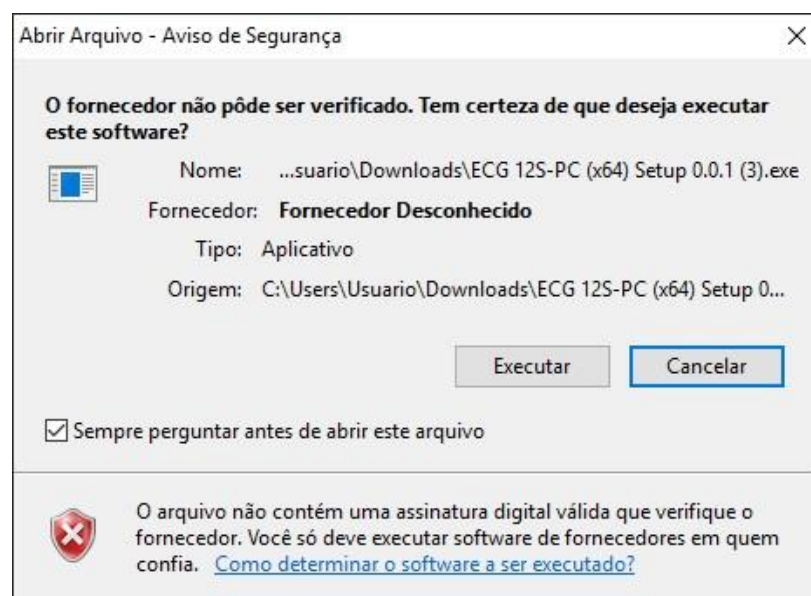 Abrir Arquivo - Aviso de Segurança
O fornecedor não pôde ser verificado. Tem certeza de que deseja executar
este software?
Nome: ...suario\Downloads\ECG 12S-PC (x64) Setup 0.0.1 (3).exe
Fornecedor: Fornecedor Desconhecido
Tipo: Aplicativo
Origem: C:\Users\Usuario\Downloads\ECG 12S-PC (x64) Setup 0...
Executar Cancelar
Sempre perguntar antes de abrir este arquivo
O arquivo não contém uma assinatura digital válida que verifique o
fornecedor. Você só deve executar software de fornecedores em quem
confia. Como determinar o software a ser executado?